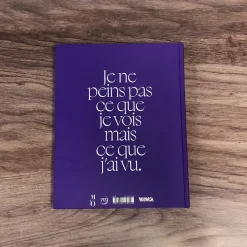 Je ne
peins pas
ce que
je vois
mais
ce que
j'ai vu.
M
O